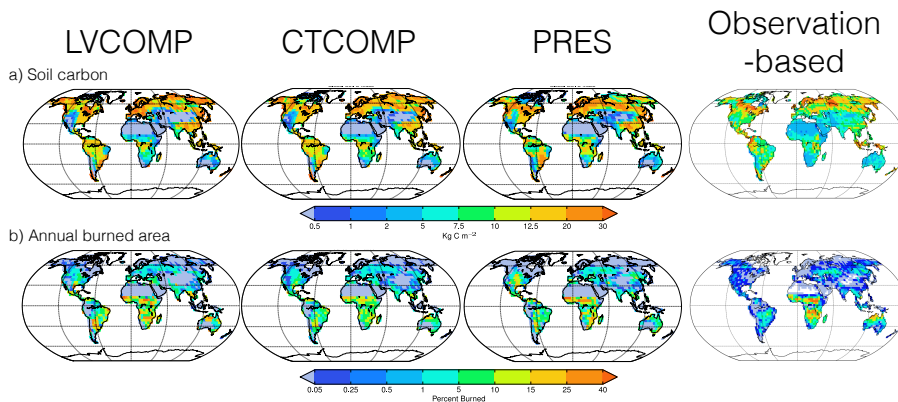 LVCOMP CTCOMP PRES Observation
-based
a) Soil carbon
0.5 1 2 5 7.5 10 12.5 20 30
Kg C m⁻²
b) Annual burned area
0.05 0.25 0.5 1 5 10 15 25 40
Percent Burned